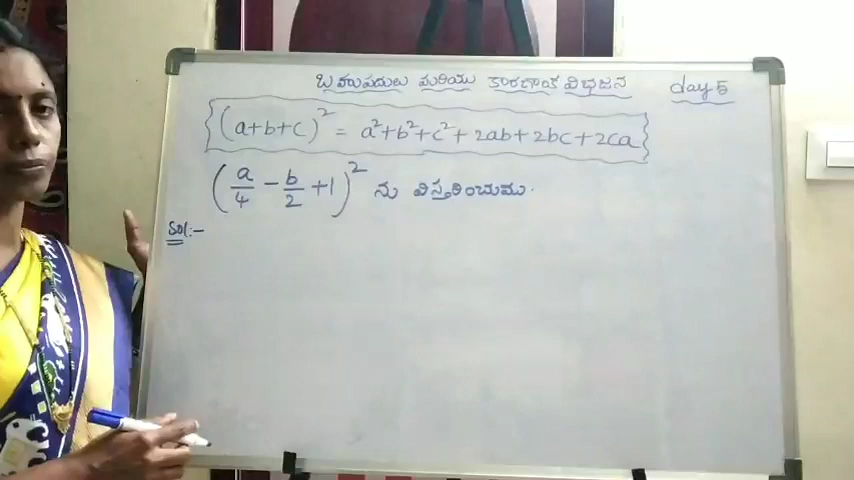 బహుపదులు మరియు కారణాంక విభజన day 5
(a+b+c)² = a²+b²+c²+2ab+2bc+2ca
(a/4 - b/2 +1)² ను విస్తరించుము.
Sol:-